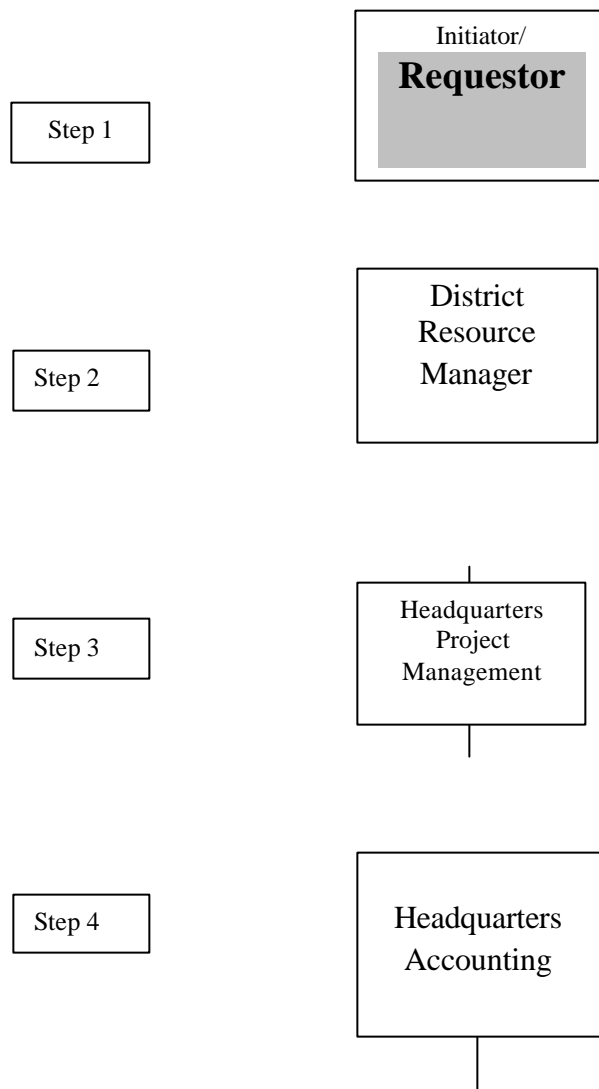 Initiator/
Requestor
Step 1
District
Resource
Manager
Step 2
Headquarters
Project
Management
Step 3
Headquarters
Accounting
Step 4